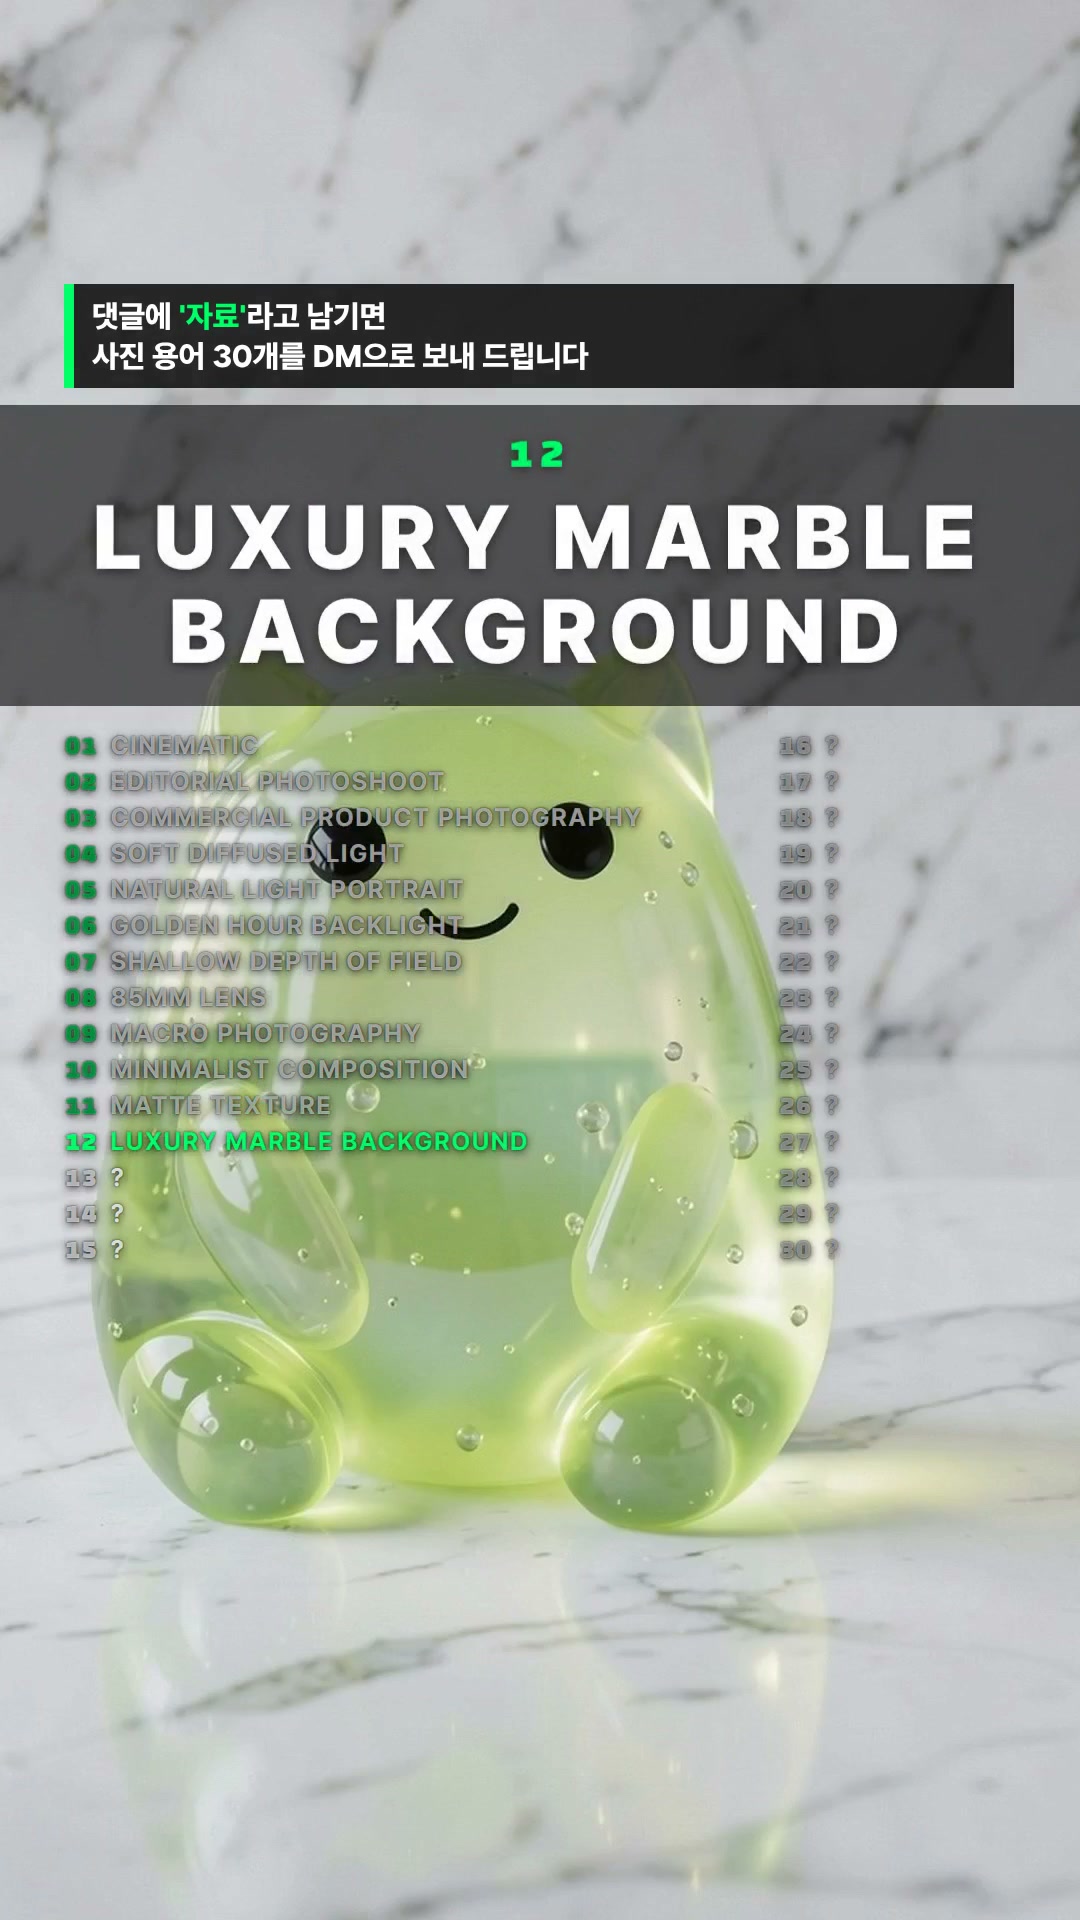 댓글에 '자료'라고 남기면
사진 용어 30개를 DM으로 보내 드립니다
12
LUXURY MARBLE
BACKGROUND
01 CINEMATIC
02 EDITORIAL PHOTOSHOOT
03 COMMERCIAL PRODUCT PHOTOGRAPHY
04 SOFT DIFFUSED LIGHT
05 NATURAL LIGHT PORTRAIT
06 GOLDEN HOUR BACKLIGHT
07 SHALLOW DEPTH OF FIELD
08 85MM LENS
09 MACRO PHOTOGRAPHY
10 MINIMALIST COMPOSITION
11 MATTE TEXTURE
12 LUXURY MARBLE BACKGROUND
13 ?
14 ?
15 ?
16 ?
17 ?
18 ?
19 ?
20 ?
21 ?
22 ?
23 ?
24 ?
25 ?
26 ?
27 ?
28 ?
29 ?
30 ?